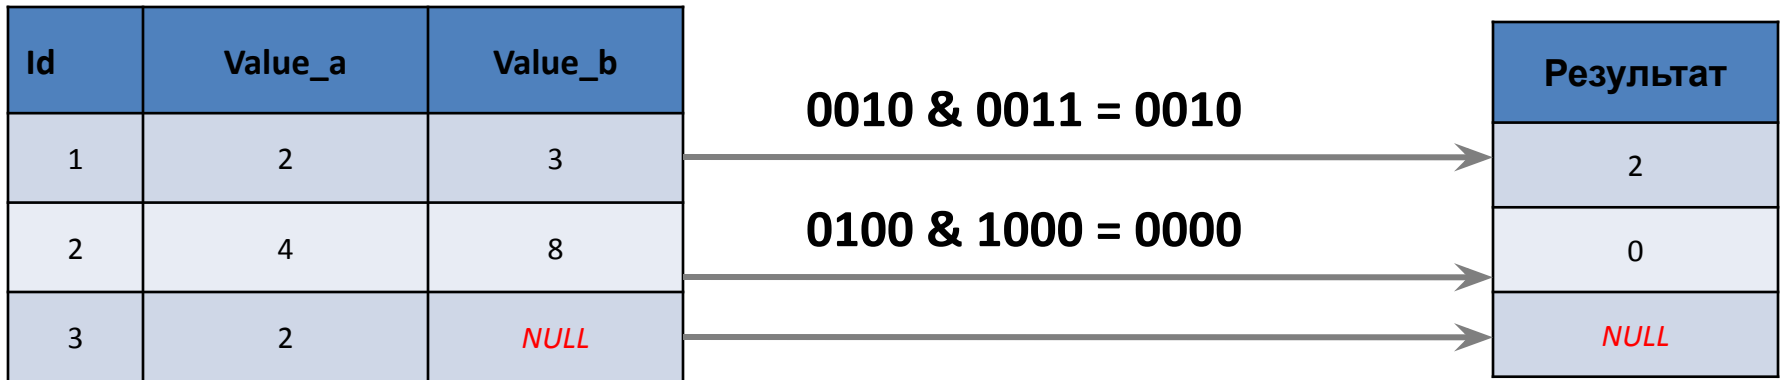 Id Value_a Value_b Результат
0010 & 0011 = 0010
1 2 3 2
0100 & 1000 = 0000
2 4 8 0
3 2 NULL NULL